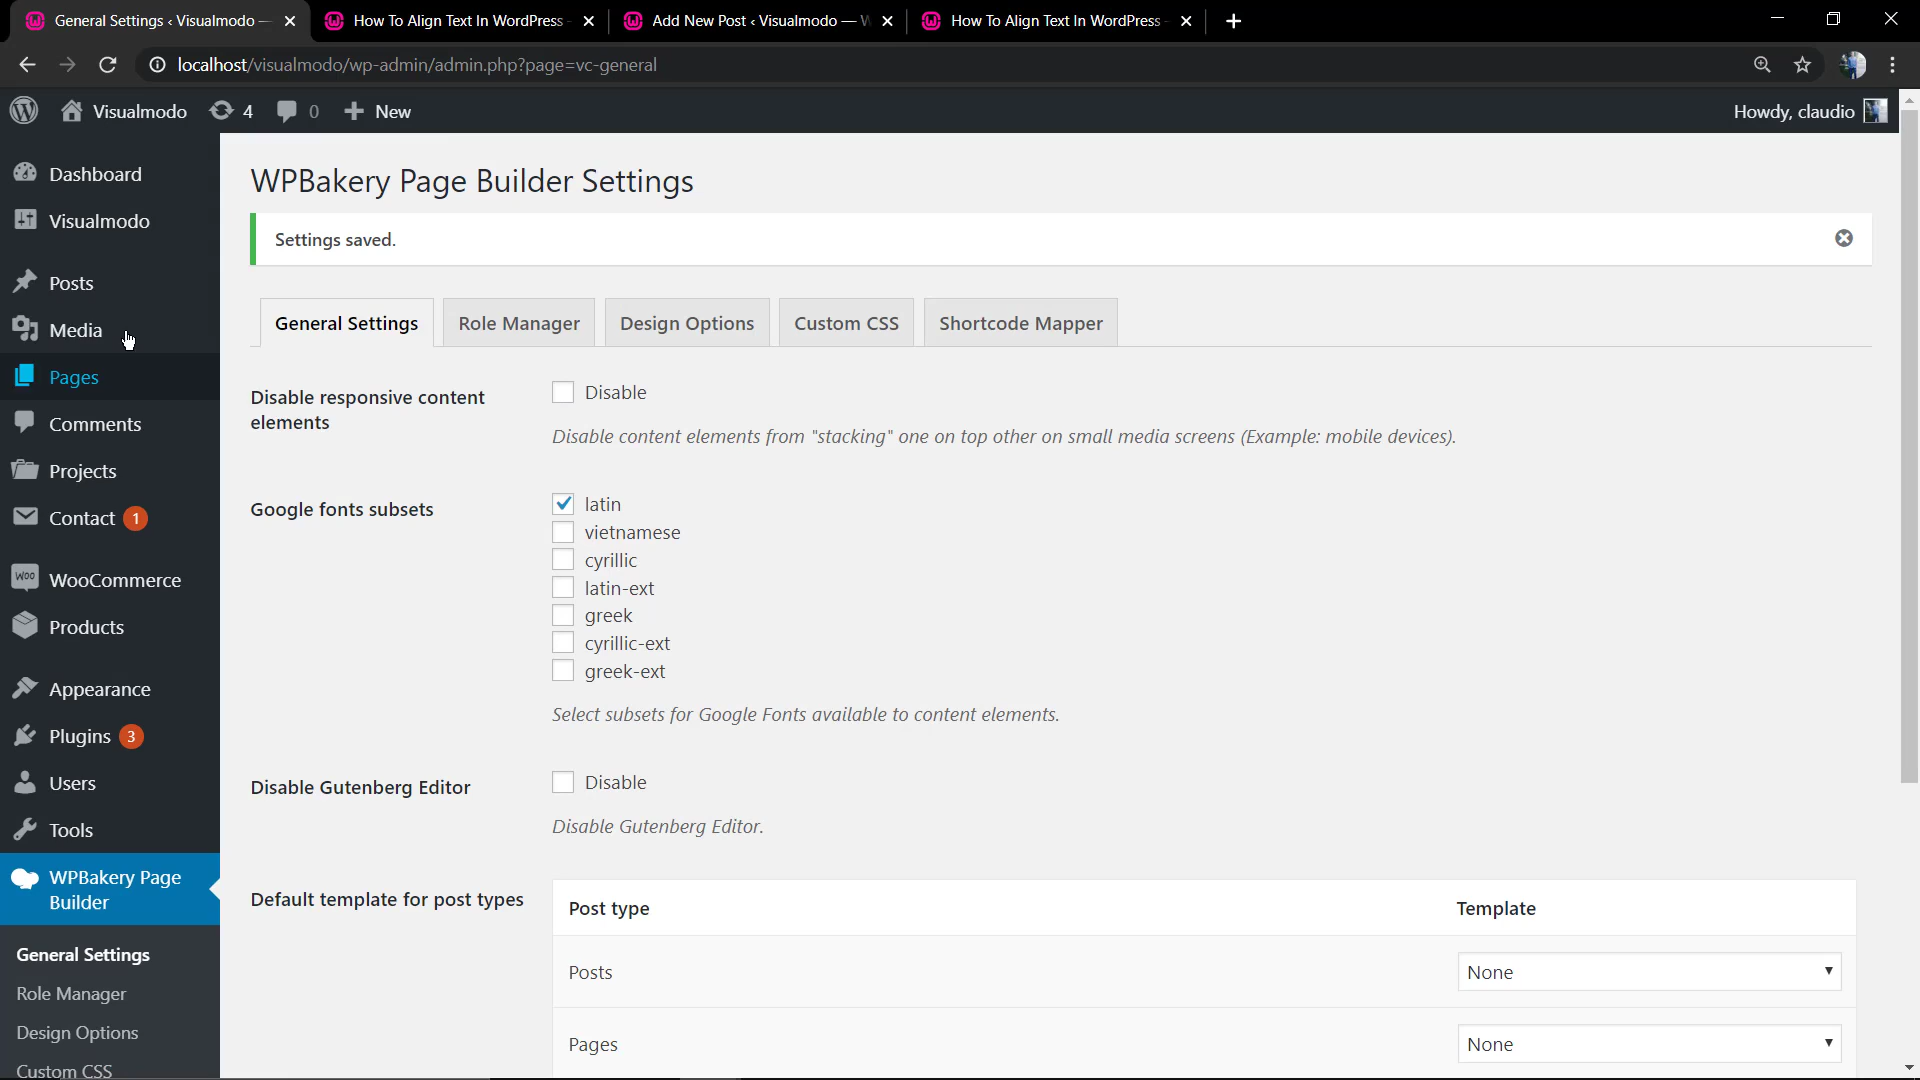 General Settings ‹ Visualmodo —
How To Align Text In WordPress
Add New Post ‹ Visualmodo — W
How To Align Text In WordPress
localhost/visualmodo/wp-admin/admin.php?page=vc-general
Visualmodo
4
0
New
Howdy, claudio
Dashboard
Visualmodo
Posts
Media
Pages
Comments
Projects
Contact 1
WOO WooCommerce
Products
Appearance
Plugins 3
Users
Tools
WPBakery Page
Builder
General Settings
Role Manager
Design Options
Custom CSS
WPBakery Page Builder Settings
Settings saved.
General Settings
Role Manager
Design Options
Custom CSS
Shortcode Mapper
Disable responsive content
elements
Disable
Disable content elements from "stacking" one on top other on small media screens (Example: mobile devices).
Google fonts subsets
latin
vietnamese
cyrillic
latin-ext
greek
cyrillic-ext
greek-ext
Select subsets for Google Fonts available to content elements.
Disable Gutenberg Editor
Disable
Disable Gutenberg Editor.
Default template for post types
Post type
Template
Posts
None
Pages
None